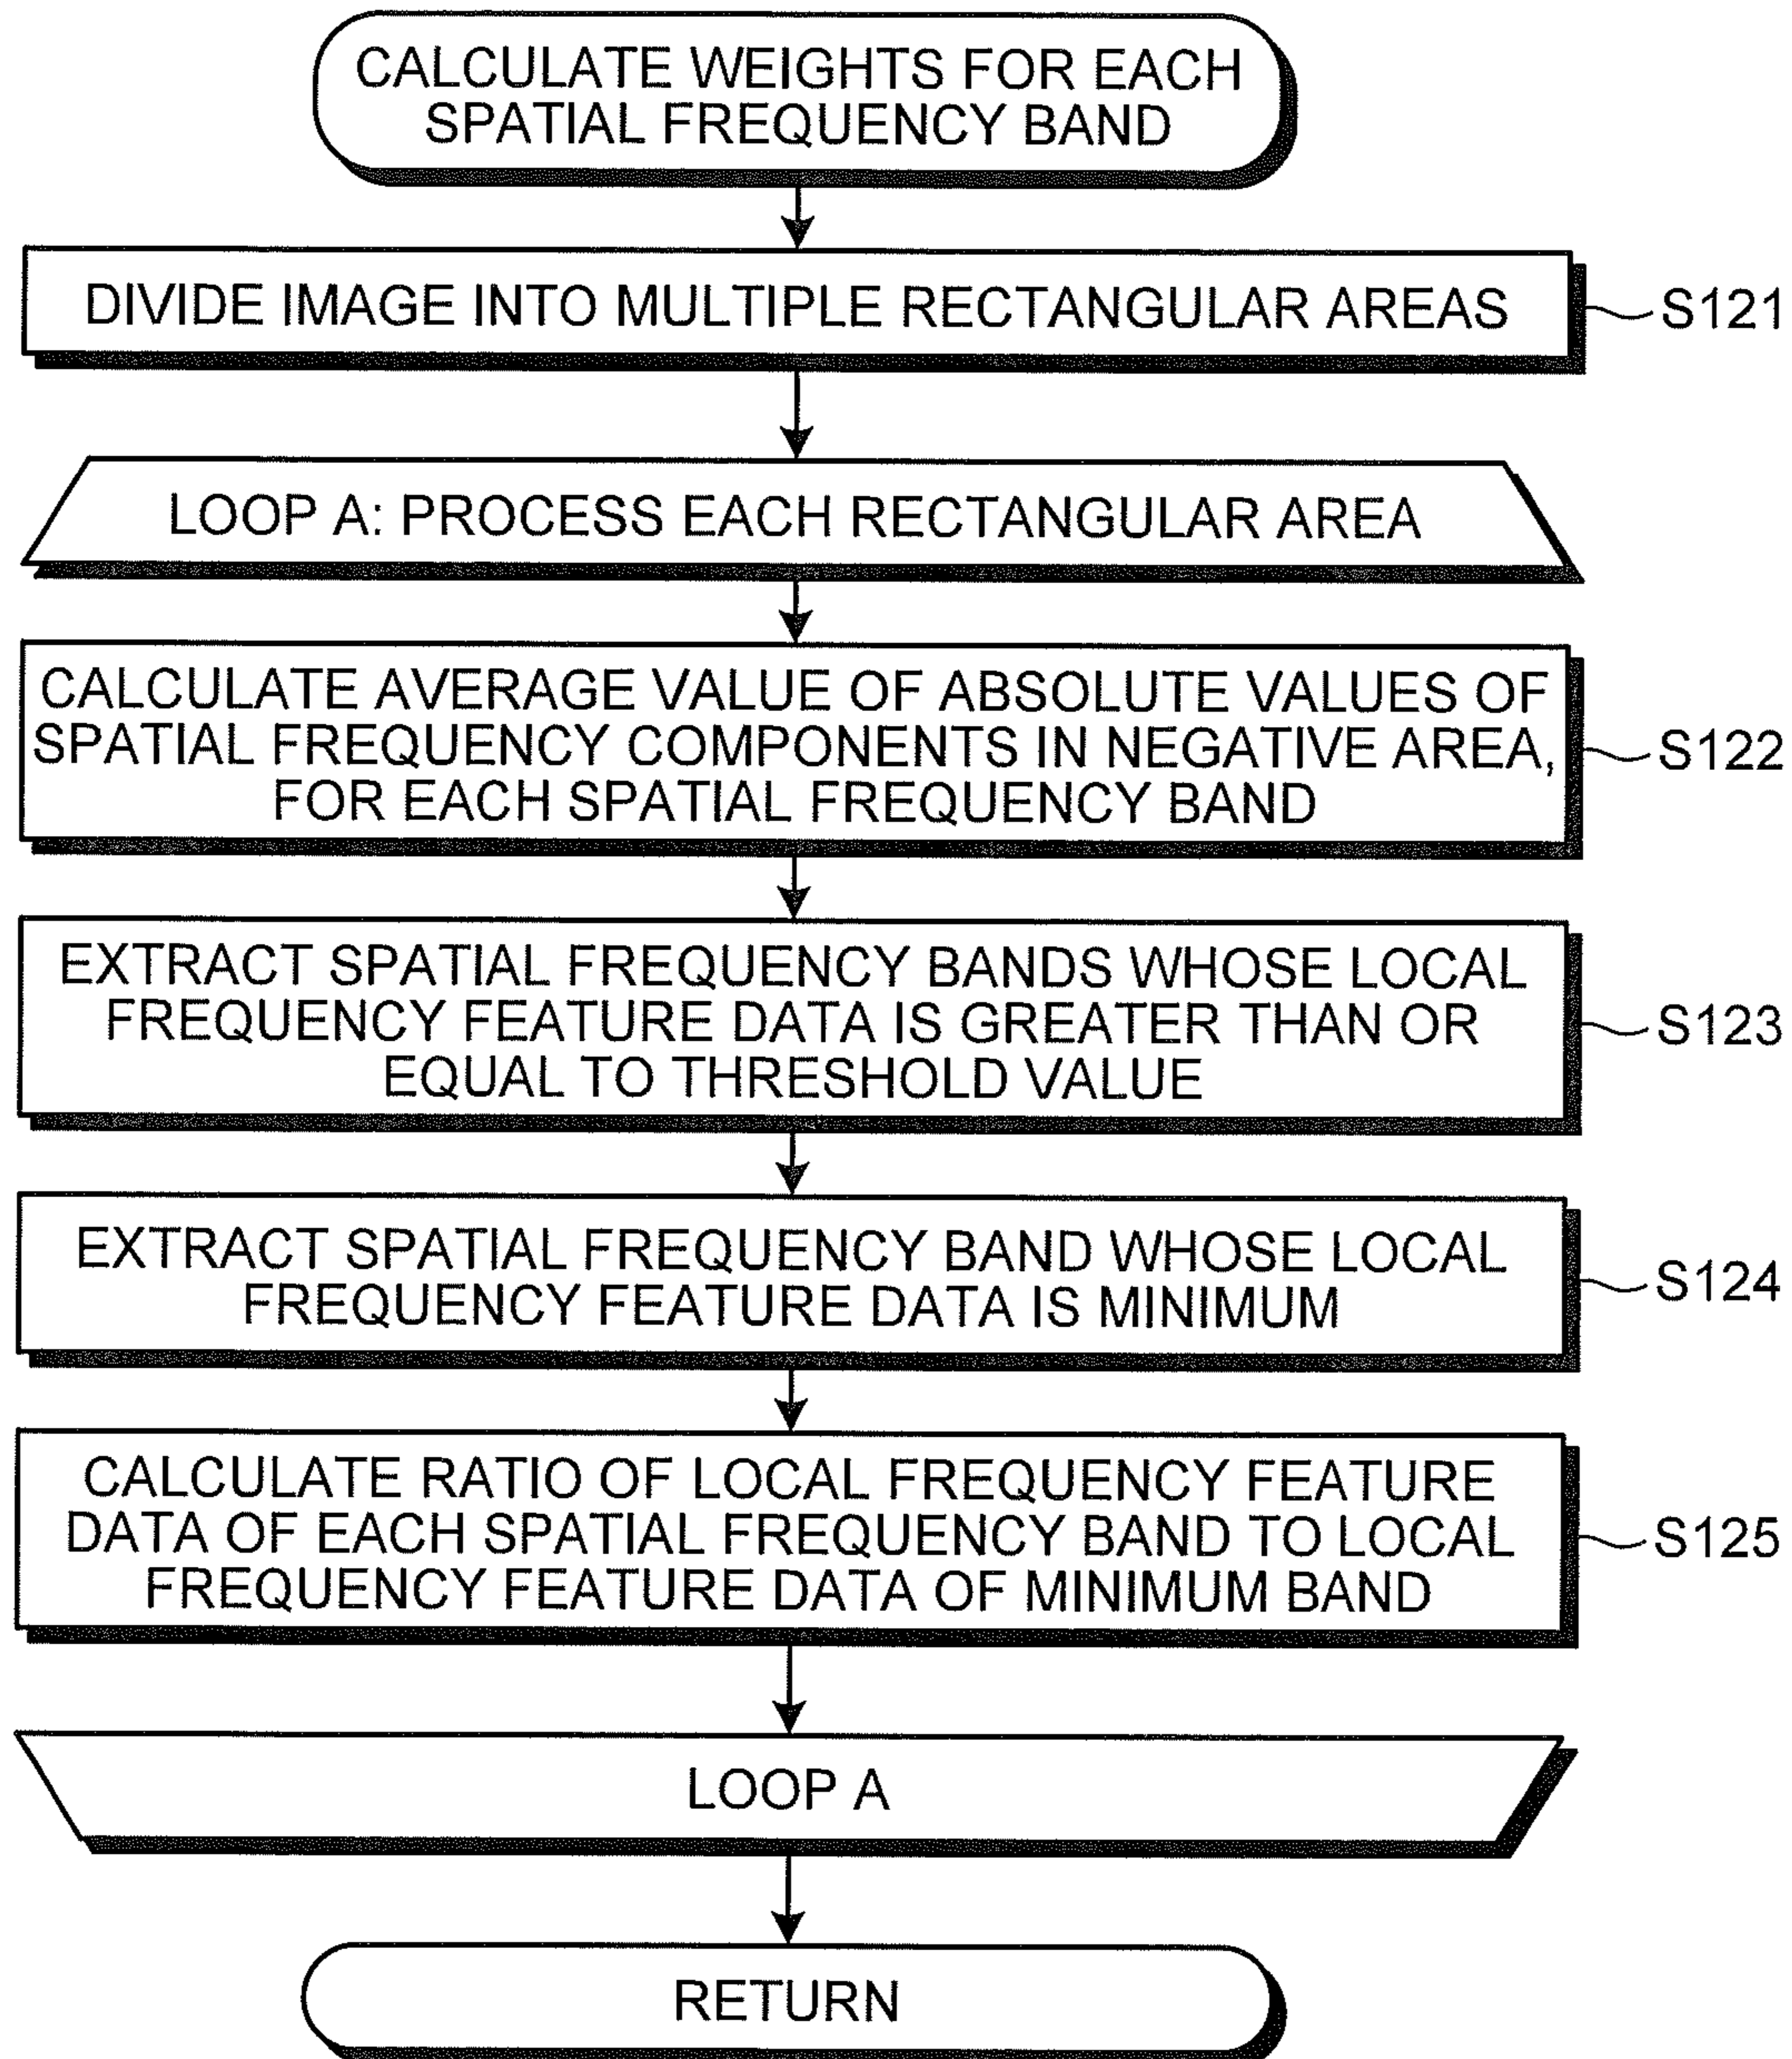 CALCULATE WEIGHTS FOR EACH
SPATIAL FREQUENCY BAND
DIVIDE IMAGE INTO MULTIPLE RECTANGULAR AREAS
S121
LOOP A: PROCESS EACH RECTANGULAR AREA
CALCULATE AVERAGE VALUE OF ABSOLUTE VALUES OF
SPATIAL FREQUENCY COMPONENTS IN NEGATIVE AREA,
FOR EACH SPATIAL FREQUENCY BAND
S122
EXTRACT SPATIAL FREQUENCY BANDS WHOSE LOCAL
FREQUENCY FEATURE DATA IS GREATER THAN OR
EQUAL TO THRESHOLD VALUE
S123
EXTRACT SPATIAL FREQUENCY BAND WHOSE LOCAL
FREQUENCY FEATURE DATA IS MINIMUM
S124
CALCULATE RATIO OF LOCAL FREQUENCY FEATURE
DATA OF EACH SPATIAL FREQUENCY BAND TO LOCAL
FREQUENCY FEATURE DATA OF MINIMUM BAND
S125
LOOP A
RETURN